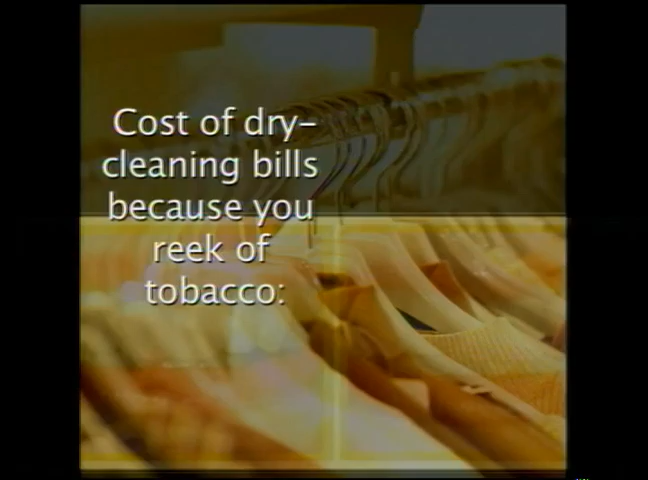 Cost of dry-
cleaning bills
because you
reek of
tobacco: